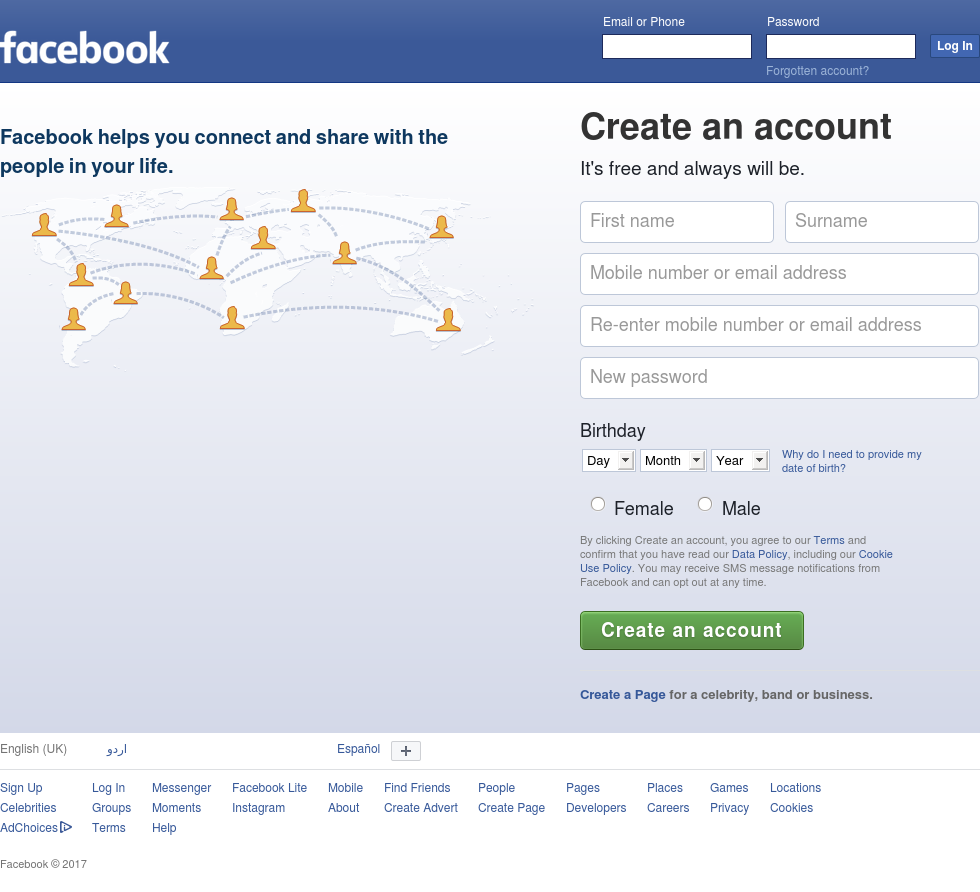 facebook
Email or Phone
Password
Log In
Forgotten account?
Facebook helps you connect and share with the
people in your life.
Create an account
It's free and always will be.
First name
Surname
Mobile number or email address
Re-enter mobile number or email address
New password
Birthday
Day
Month
Year
Why do I need to provide my
date of birth?
Female
Male
By clicking Create an account, you agree to our Terms and
confirm that you have read our Data Policy, including our Cookie
Use Policy. You may receive SMS message notifications from
Facebook and can opt out at any time.
Create an account
Create a Page for a celebrity, band or business.
English (UK) اردو Español +
Sign Up Log In Messenger Facebook Lite Mobile Find Friends People Pages Places Games Locations
Celebrities Groups Moments Instagram About Create Advert Create Page Developers Careers Privacy Cookies
AdChoices Terms Help
Facebook © 2017